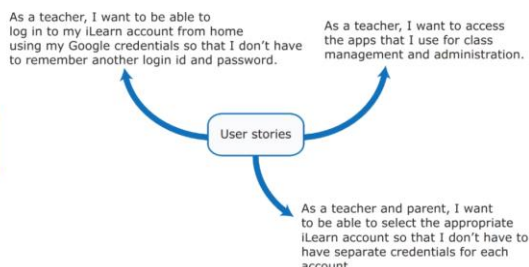 As a teacher, I want to be able to
log in to my iLearn account from home
using my Google credentials so that I don't have
to remember another login id and password.
As a teacher, I want to access
the apps that I use for class
management and administration.
User stories
As a teacher and parent, I want
to be able to select the appropriate
iLearn account so that I don't have to
have separate credentials for each
account.